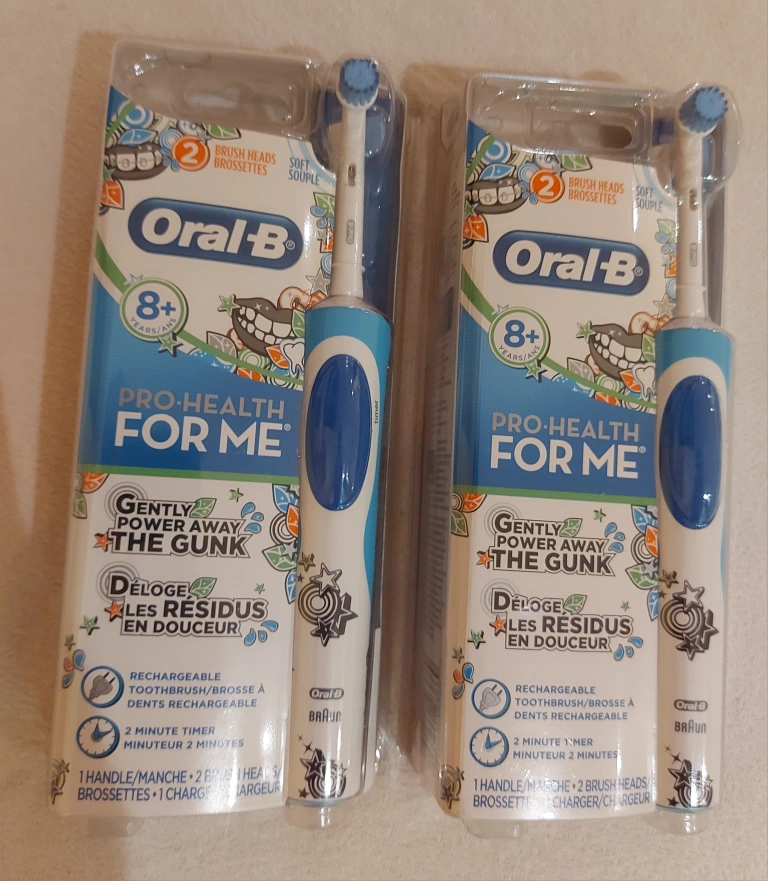 2 BRUSH HEADS
BROSSETTES
SOFT
SOUPLE
Oral-B®
8+
YEARS/ANS
PRO-HEALTH
FOR ME®
timer
GENTLY
POWER AWAY
THE GUNK
DÉLOGE
LES RÉSIDUS
EN DOUCEUR
RECHARGEABLE
TOOTHBRUSH/BROSSE À
DENTS RECHARGEABLE
2 MINUTE TIMER
MINUTEUR 2 MINUTES
1 HANDLE/MANCHE • 2 BRUSH HEADS/
BROSSETTES • 1 CHARGER/CHARGEUR
Oral-B
BRAUN
2 BRUSH HEADS
BROSSETTES
SOFT
SOUPLE
Oral-B®
8+
YEARS/ANS
PRO-HEALTH
FOR ME®
GENTLY
POWER AWAY
THE GUNK
DÉLOGE
LES RÉSIDUS
EN DOUCEUR
RECHARGEABLE
TOOTHBRUSH/BROSSE À
DENTS RECHARGEABLE
2 MINUTE TIMER
MINUTEUR 2 MINUTES
1 HANDLE/MANCHE • 2 BRUSH HEADS/
BROSSETTES • 1 CHARGER/CHARGEUR
Oral-B
BRAUN